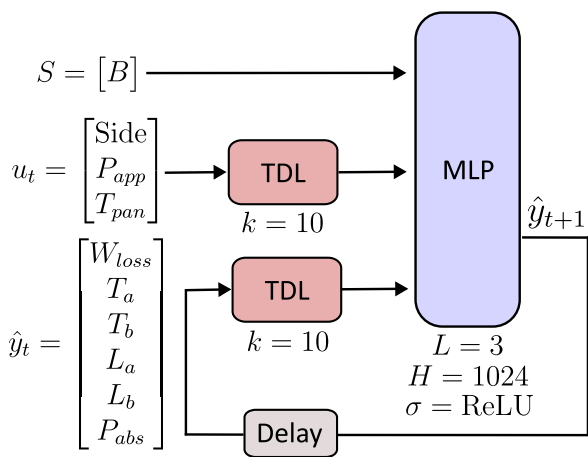 S = [B]
u_t = [Side
P_app
T_pan]
TDL
k = 10
MLP
ŷ_{t+1}
ŷ_t = [W_loss
T_a
T_b
L_a
L_b
P_abs]
TDL
k = 10
L = 3
H = 1024
σ = ReLU
Delay